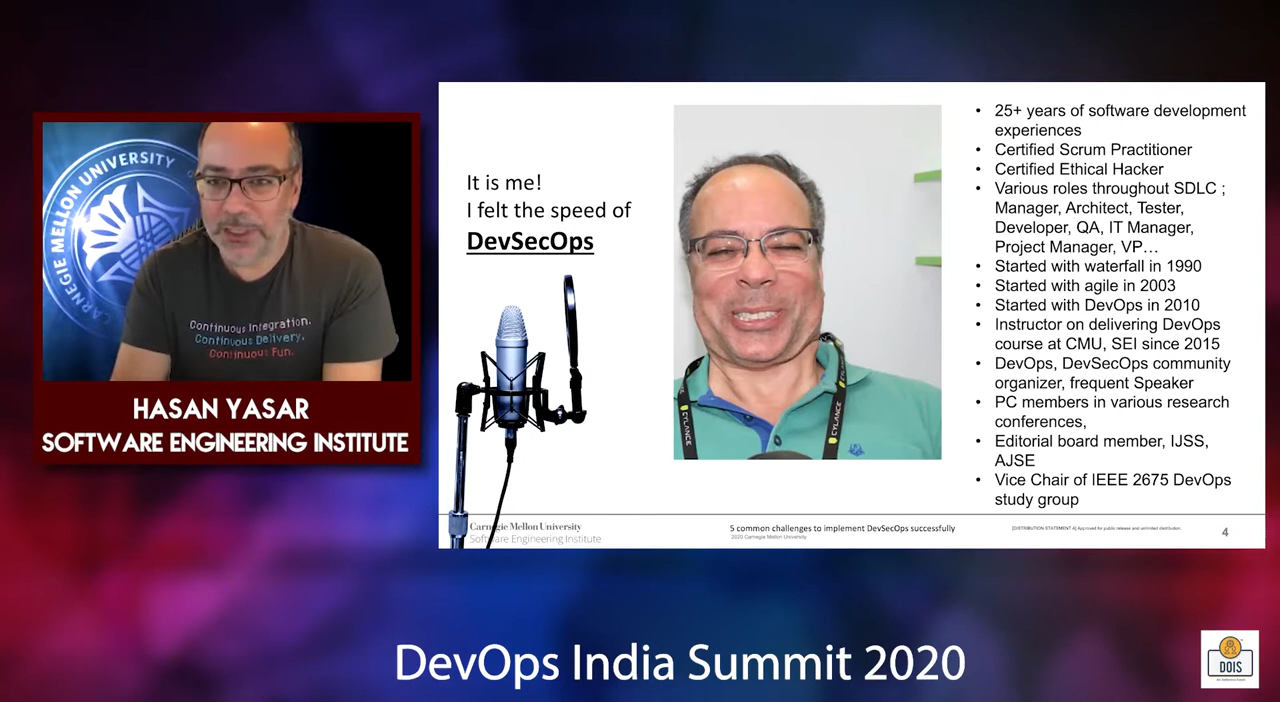 CARNEGIE MELLON UNIVERSITY
Continuous Integration.
Continuous Delivery.
Continuous Fun.
HASAN YASAR
SOFTWARE ENGINEERING INSTITUTE
It is me!
I felt the speed of
DevSecOps
CYLANCE
CYLANCE
• 25+ years of software development
experiences
• Certified Scrum Practitioner
• Certified Ethical Hacker
• Various roles throughout SDLC ;
Manager, Architect, Tester,
Developer, QA, IT Manager,
Project Manager, VP…
• Started with waterfall in 1990
• Started with agile in 2003
• Started with DevOps in 2010
• Instructor on delivering DevOps
course at CMU, SEI since 2015
• DevOps, DevSecOps community
organizer, frequent Speaker
• PC members in various research
conferences,
• Editorial board member, IJSS,
AJSE
• Vice Chair of IEEE 2675 DevOps
study group
Carnegie Mellon University
Software Engineering Institute
5 common challenges to implement DevSecOps successfully
2020 Carnegie Mellon University
[DISTRIBUTION STATEMENT A] Approved for public release and unlimited distribution.
4
DevOps India Summit 2020
DOIS